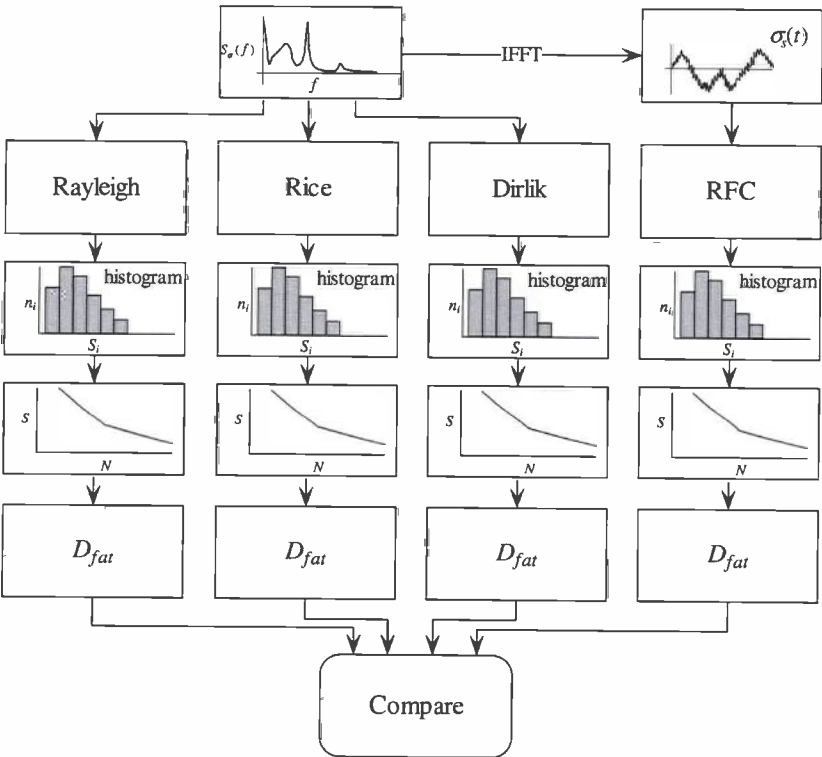 Sσ(f)
f
IFFT
σs(t)
Rayleigh
Rice
Dirlik
RFC
histogram
ni
Si
histogram
ni
Si
histogram
ni
Si
histogram
ni
Si
S
N
S
N
S
N
S
N
Dfat
Dfat
Dfat
Dfat
Compare